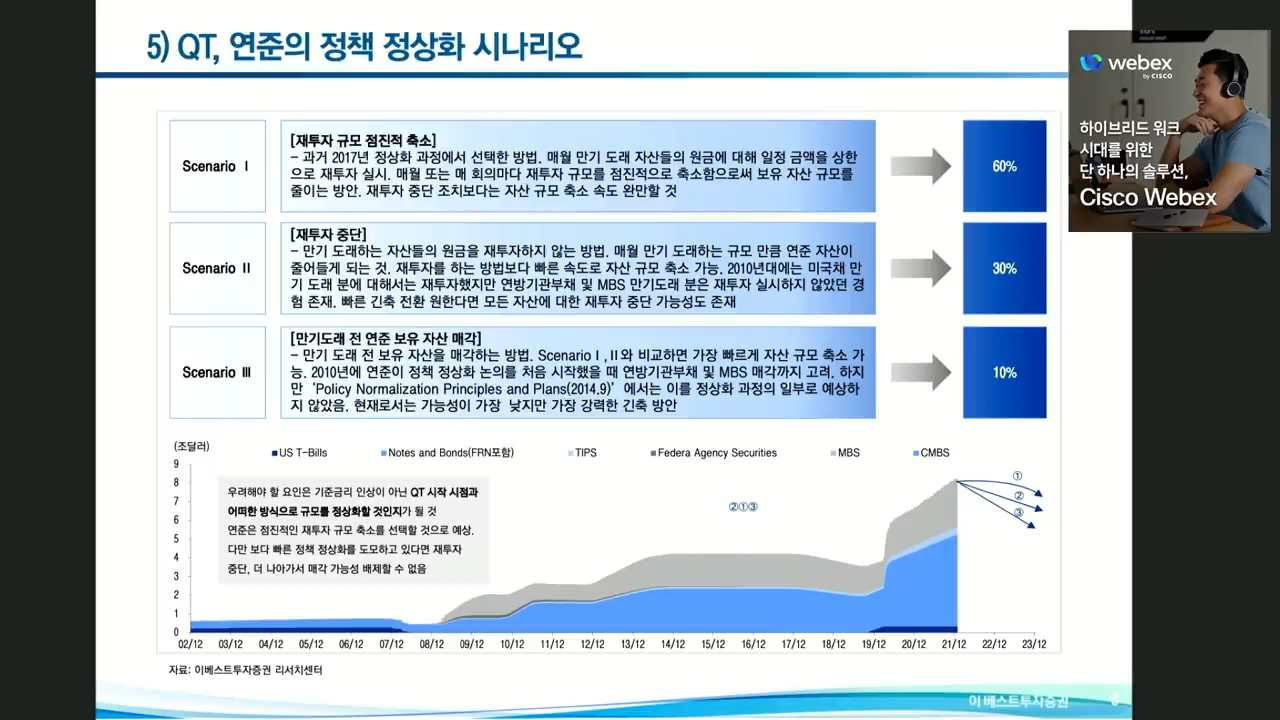 5) QT, 연준의 정책 정상화 시나리오
webex
by CISCO
하이브리드 워크
시대를 위한
단 하나의 솔루션,
Cisco Webex
Scenario Ⅰ
[재투자 규모 점진적 축소]
- 과거 2017년 정상화 과정에서 선택한 방법. 매월 만기 도래 자산들의 원금에 대해 일정 금액을 상한
으로 재투자 실시. 매월 또는 매 회의마다 재투자 규모를 점진적으로 축소함으로써 보유 자산 규모를
줄이는 방안. 재투자 중단 조치보다는 자산 규모 축소 속도 완만할 것
60%
Scenario Ⅱ
[재투자 중단]
- 만기 도래하는 자산들의 원금을 재투자하지 않는 방법. 매월 만기 도래하는 규모 만큼 연준 자산이
줄어들게 되는 것. 재투자를 하는 방법보다 빠른 속도로 자산 규모 축소 가능. 2010년대에는 미국채 만
기 도래 분에 대해서는 재투자했지만 연방기관부채 및 MBS 만기도래 분은 재투자 실시하지 않았던 경
험 존재. 빠른 긴축 전환 원한다면 모든 자산에 대한 재투자 중단 가능성도 존재
30%
Scenario Ⅲ
[만기도래 전 연준 보유 자산 매각]
- 만기 도래 전 보유 자산을 매각하는 방법. ScenarioⅠ,Ⅱ와 비교하면 가장 빠르게 자산 규모 축소 가
능. 2010년에 연준이 정책 정상화 논의를 처음 시작했을 때 연방기관부채 및 MBS 매각까지 고려. 하지
만 ‘Policy Normalization Principles and Plans(2014.9)’에서는 이를 정상화 과정의 일부로 예상하
지 않았음. 현재로서는 가능성이 가장 낮지만 가장 강력한 긴축 방안
10%
(조달러)
US T-Bills Notes and Bonds(FRN포함) TIPS Federa Agency Securities MBS CMBS
9
8
7
6
5
4
3
2
1
0
우려해야 할 요인은 기준금리 인상이 아닌 QT 시작 시점과
어떠한 방식으로 규모를 정상화할 것인지가 될 것
연준은 점진적인 재투자 규모 축소를 선택할 것으로 예상.
다만 보다 빠른 정책 정상화를 도모하고 있다면 재투자
중단, 더 나아가서 매각 가능성 배제할 수 없음
②①③
①
②
③
02/12 03/12 04/12 05/12 06/12 07/12 08/12 09/12 10/12 11/12 12/12 13/12 14/12 15/12 16/12 17/12 18/12 19/12 20/12 21/12 22/12 23/12
자료: 이베스트투자증권 리서치센터
이베스트투자증권
8